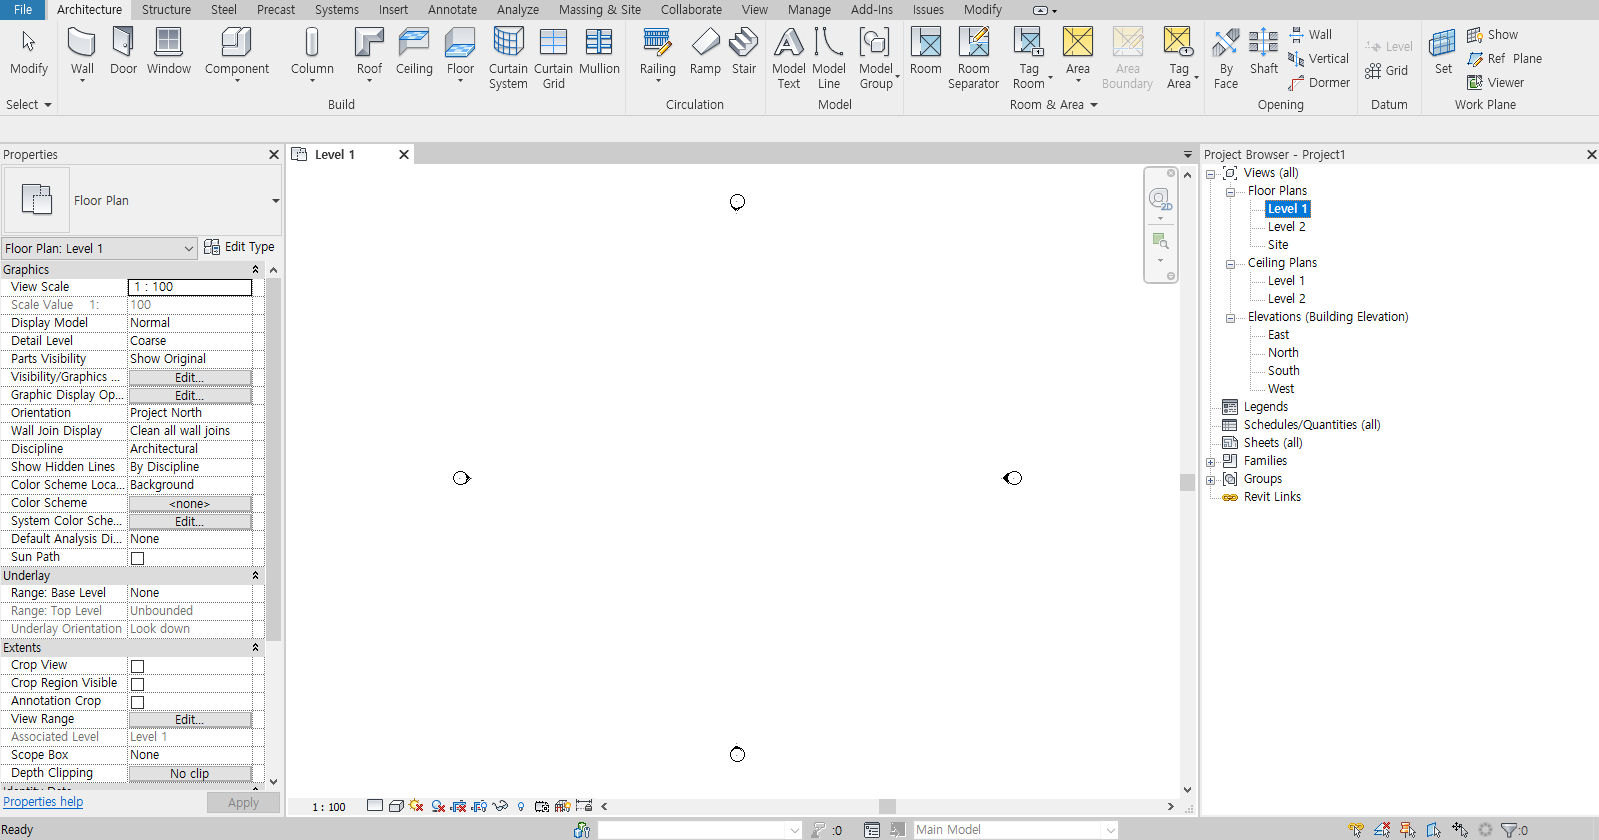 File Architecture Structure Steel Precast Systems Insert Annotate Analyze Massing & Site Collaborate View Manage Add-Ins Issues Modify
Modify Wall Door Window Component Column Roof Ceiling Floor Curtain System Curtain Grid Mullion Railing Ramp Stair Model Text Model Line Model Group Room Room Separator Tag Room Area Area Boundary Tag Area By Face Shaft Wall Vertical Dormer Level Grid Set Show Ref Plane Viewer
Select Build Circulation Model Room & Area Opening Datum Work Plane
Properties
Floor Plan
Floor Plan: Level 1 Edit Type
Graphics
View Scale 1 : 100
Scale Value 1: 100
Display Model Normal
Detail Level Coarse
Parts Visibility Show Original
Visibility/Graphics ... Edit...
Graphic Display Op... Edit...
Orientation Project North
Wall Join Display Clean all wall joins
Discipline Architectural
Show Hidden Lines By Discipline
Color Scheme Loca... Background
Color Scheme <none>
System Color Sche... Edit...
Default Analysis Di... None
Sun Path
Underlay
Range: Base Level None
Range: Top Level Unbounded
Underlay Orientation Look down
Extents
Crop View
Crop Region Visible
Annotation Crop
View Range Edit...
Associated Level Level 1
Scope Box None
Depth Clipping No clip
Properties help Apply
Level 1
2D
1 : 100
Project Browser - Project1
Views (all)
Floor Plans
Level 1
Level 2
Site
Ceiling Plans
Level 1
Level 2
Elevations (Building Elevation)
East
North
South
West
Legends
Schedules/Quantities (all)
Sheets (all)
Families
Groups
Revit Links
Ready :0 Main Model :0